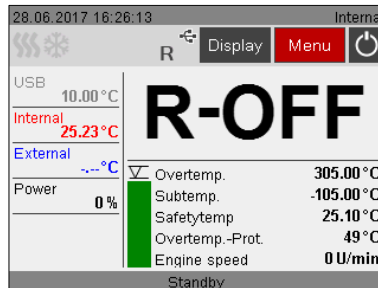 28.06.2017 16:26:13 Interna
R Display Menu
USB
10.00°C
Internal
25.23°C
External
-.--°C
Power
0%
R-OFF
Overtemp. 305.00°C
Subtemp. -105.00°C
Safetytemp 25.10°C
Overtemp.-Prot. 49°C
Engine speed 0 U/min
Standby